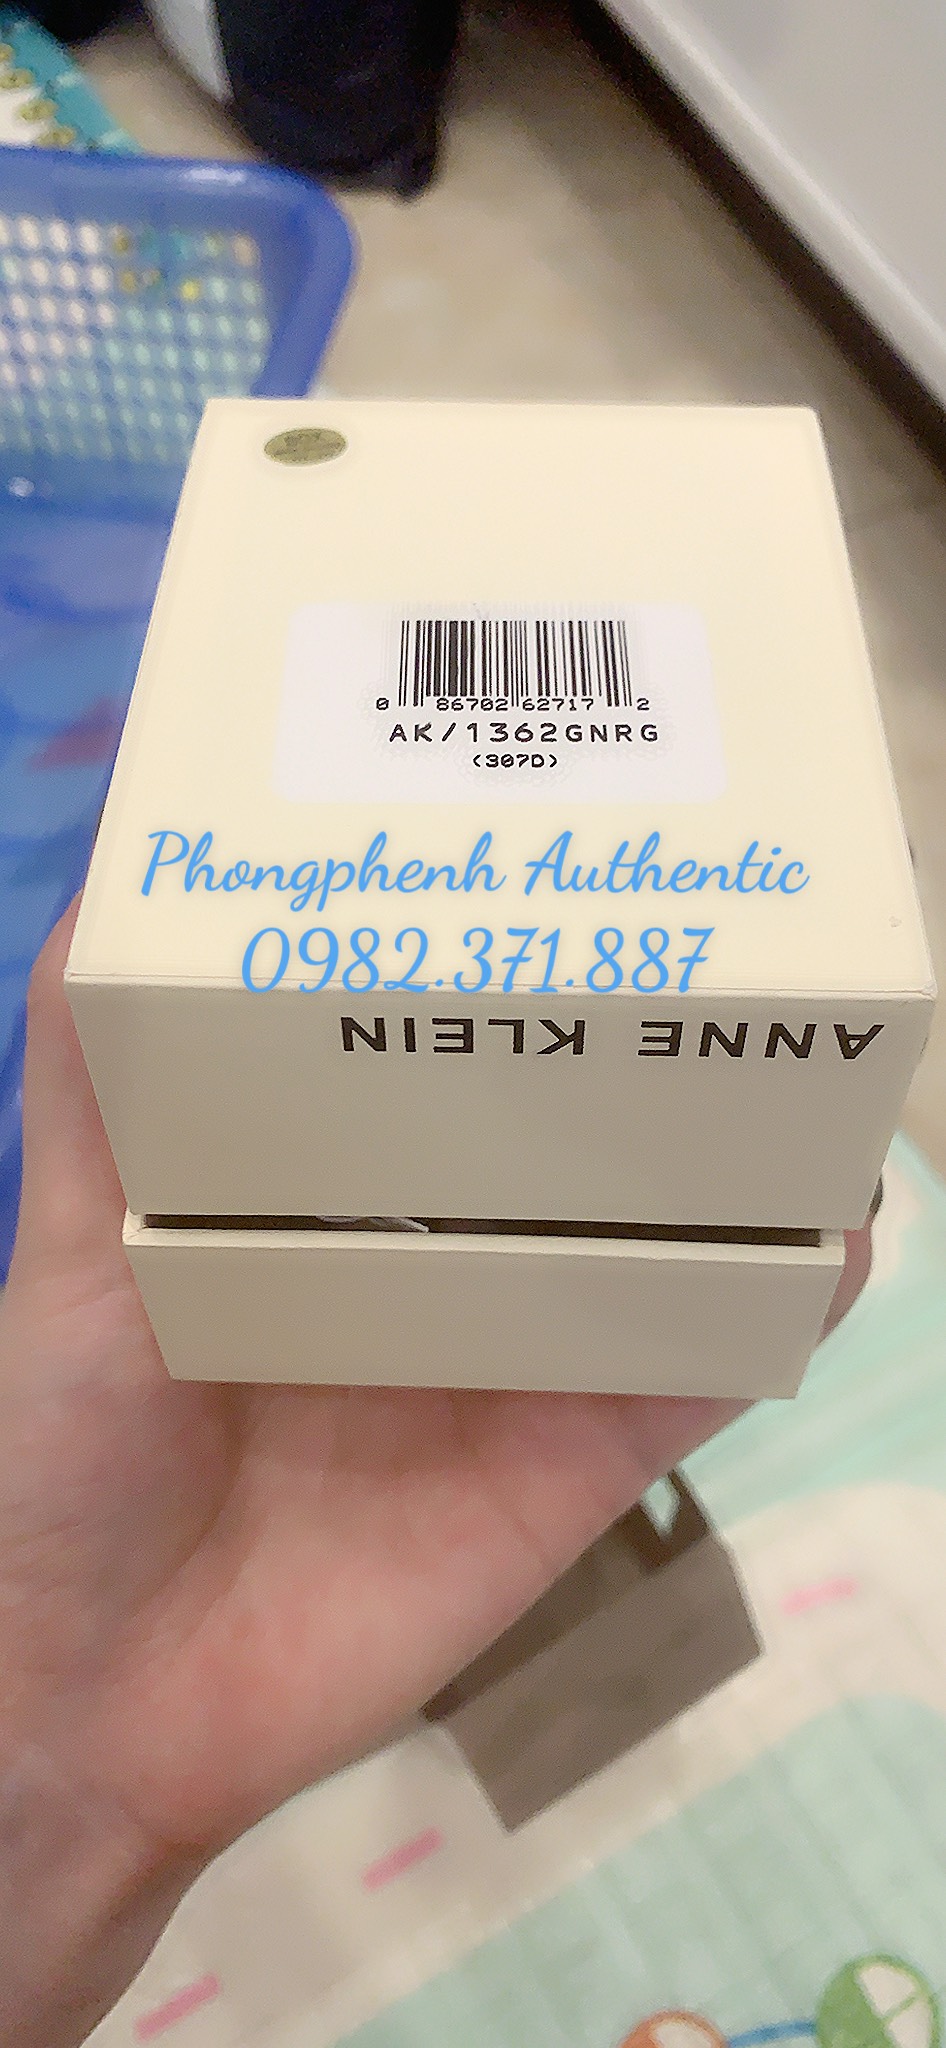 0 86702 62717 2
AK/1362GNRG
(307D)
Phongphenh Authentic
0982.371.887
ANNE KLEIN